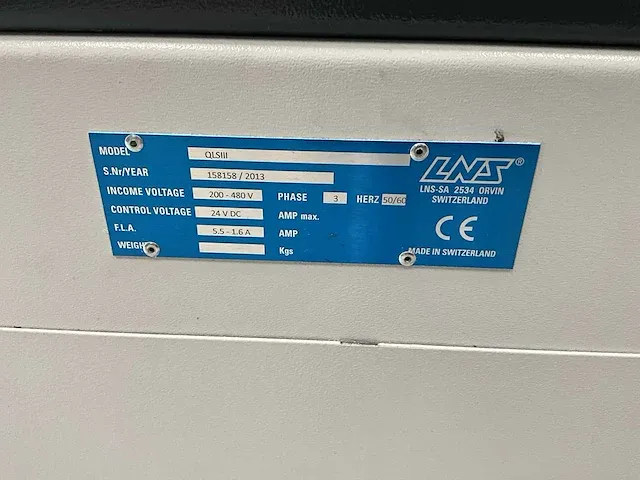 MODEL QLSIII
S.Nr/YEAR 158158 / 2013
INCOME VOLTAGE 200 - 480 V PHASE 3 HERZ 50/60
CONTROL VOLTAGE 24 V DC AMP max.
F.L.A. 5.5 - 1.6 A AMP
WEIGHT Kgs
LNS®
LNS-SA 2534 ORVIN
SWITZERLAND
CE
MADE IN SWITZERLAND